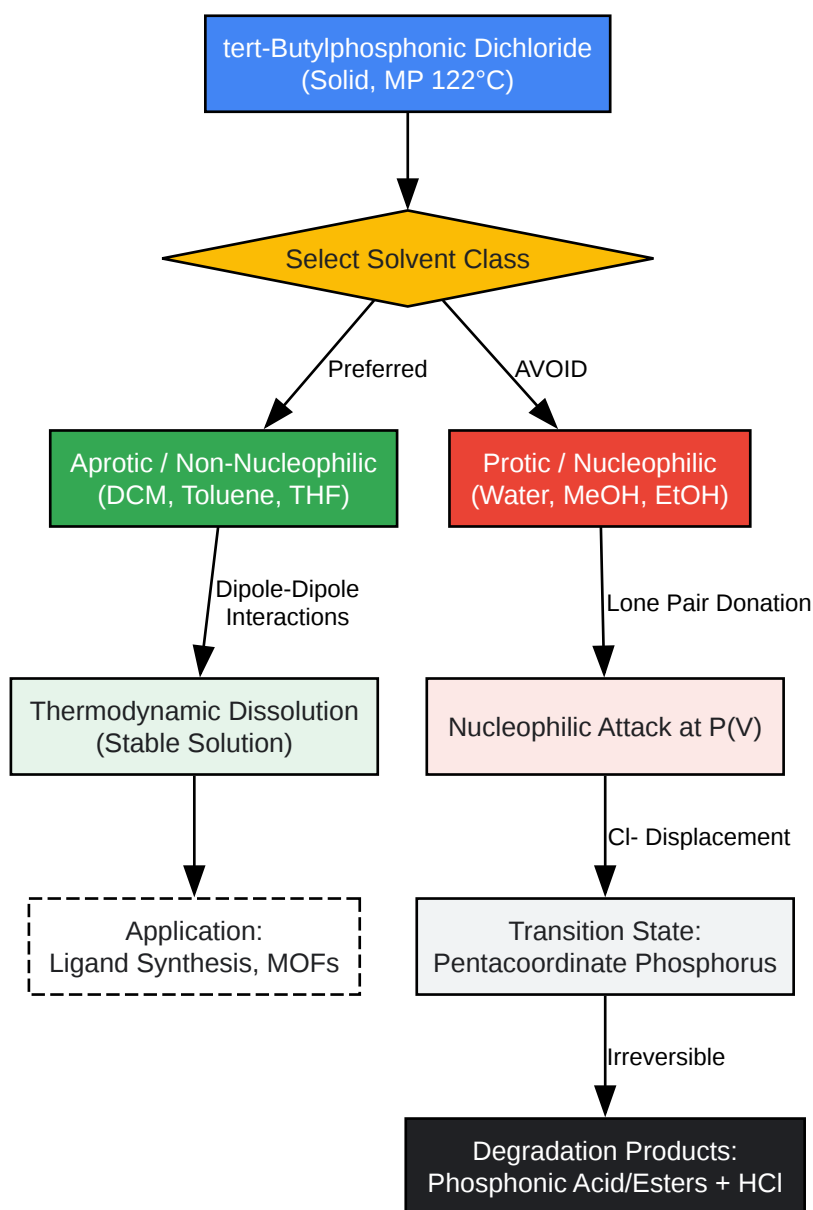 tert-Butylphosphonic Dichloride
(Solid, MP 122°C)
Select Solvent Class
Preferred
AVOID
Aprotic / Non-Nucleophilic
(DCM, Toluene, THF)
Protic / Nucleophilic
(Water, MeOH, EtOH)
Dipole-Dipole
Interactions
Lone Pair Donation
Thermodynamic Dissolution
(Stable Solution)
Nucleophilic Attack at P(V)
Cl- Displacement
Application:
Ligand Synthesis, MOFs
Transition State:
Pentacoordinate Phosphorus
Irreversible
Degradation Products:
Phosphonic Acid/Esters + HCl